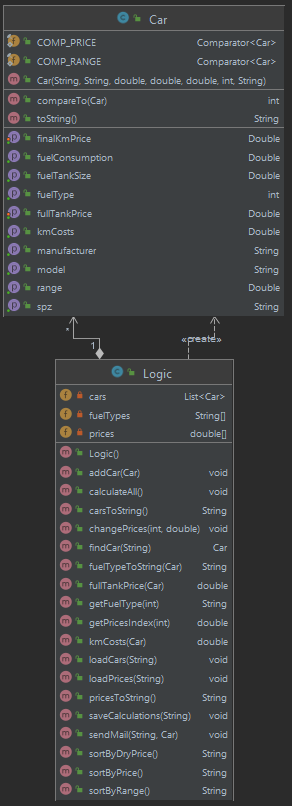 Car
COMP_PRICE Comparator<Car>
COMP_RANGE Comparator<Car>
Car(String, String, double, double, double, int, String)
compareTo(Car) int
toString() String
finalKmPrice Double
fuelConsumption Double
fuelTankSize Double
fuelType int
fullTankPrice Double
kmCosts Double
manufacturer String
model String
range Double
spz String
*
«create»
1
Logic
cars List<Car>
fuelTypes String[]
prices double[]
Logic()
addCar(Car) void
calculateAll() void
carsToString() String
changePrices(int, double) void
findCar(String) Car
fuelTypeToString(Car) String
fullTankPrice(Car) double
getFuelType(int) String
getPricesIndex(int) double
kmCosts(Car) double
loadCars(String) void
loadPrices(String) void
pricesToString() String
saveCalculations(String) void
sendMail(String, Car) void
sortByDryPrice() String
sortByPrice() String
sortByRange() String